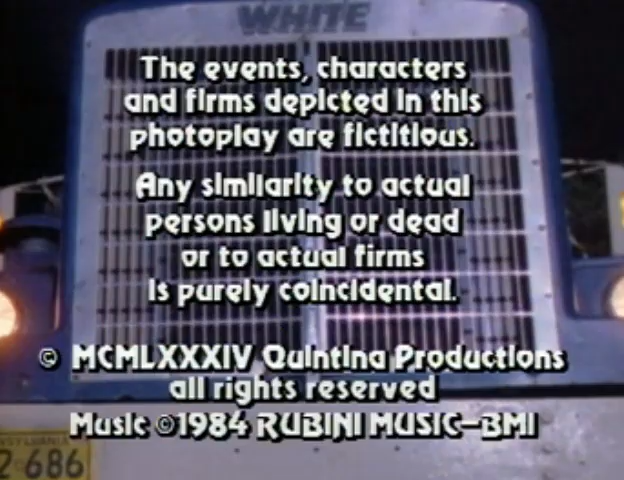 WHITE
The events, characters
and firms depicted in this
photoplay are fictitious.
Any similarity to actual
persons living or dead
or to actual firms
is purely coincidental.
© MCMLXXXIV Quintina Productions
all rights reserved
Music ©1984 RUBINI MUSIC–BMI
686